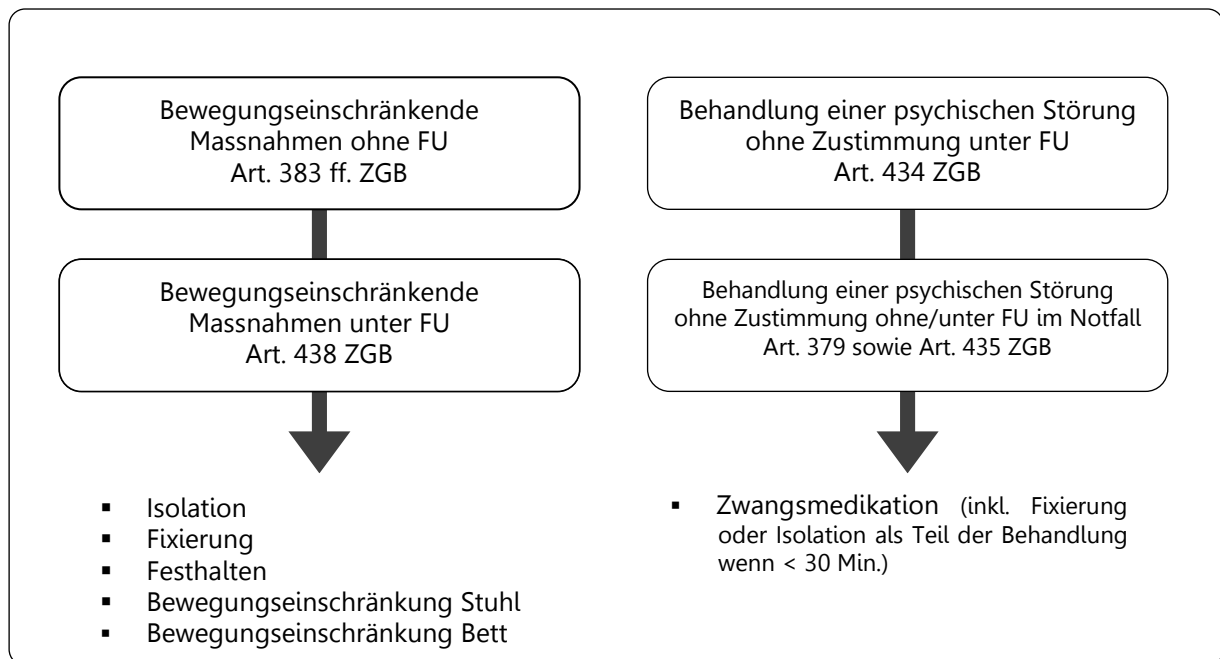 Bewegungseinschränkende
Massnahmen ohne FU
Art. 383 ff. ZGB
Bewegungseinschränkende
Massnahmen unter FU
Art. 438 ZGB
▪ Isolation
▪ Fixierung
▪ Festhalten
▪ Bewegungseinschränkung Stuhl
▪ Bewegungseinschränkung Bett
Behandlung einer psychischen Störung
ohne Zustimmung unter FU
Art. 434 ZGB
Behandlung einer psychischen Störung
ohne Zustimmung ohne/unter FU im Notfall
Art. 379 sowie Art. 435 ZGB
▪ Zwangsmedikation (inkl. Fixierung
oder Isolation als Teil der Behandlung
wenn < 30 Min.)